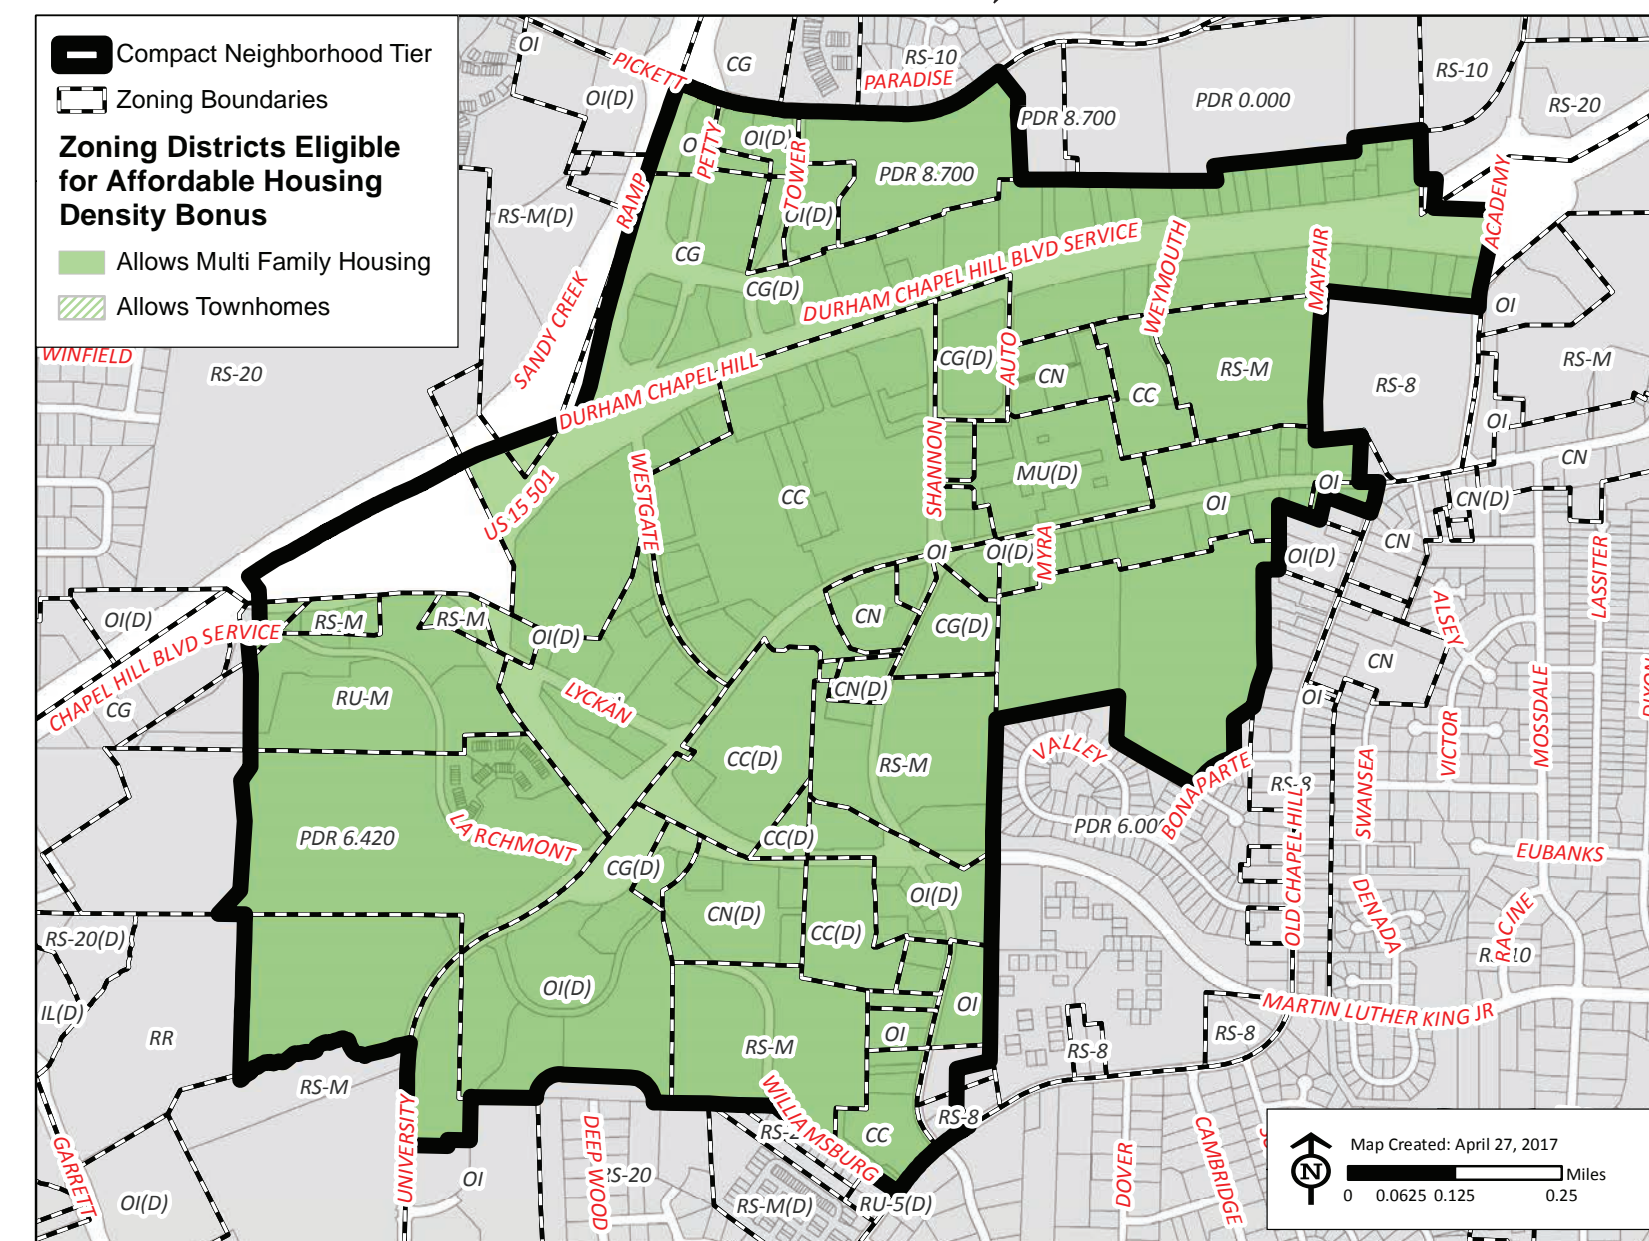 Compact Neighborhood Tier
Zoning Boundaries
Zoning Districts Eligible
for Affordable Housing
Density Bonus
Allows Multi Family Housing
Allows Townhomes
OI
PICKETT
CG
RS-10
PARADISE
RS-10
OI(D)
PDR 0.000
RS-20
PDR 8.700
PETTY
OI(D)
TOWER
PDR 8.700
RAMP
RS-M(D)
OI(D)
ACADEMY
CG
DURHAM CHAPEL HILL BLVD SERVICE
WEYMOUTH
MAYFAIR
CG(D)
SANDY CREEK
OI
WINFIELD
RS-20
DURHAM CHAPEL HILL
CG(D)
AUTO
CN
RS-M
RS-8
RS-M
CC
OI
SHANNON
CN
WESTGATE
US 15 501
CC
MU(D)
OI
OI
CN(D)
OI
OI(D)
MYRA
OI(D)
CN
LASSITER
OI(D)
RS-M
RS-M
OI(D)
CN
CG(D)
ALSEY
CHAPEL HILL BLVD SERVICE
CG
RU-M
LYCKAN
CN(D)
CN
OI
DIXON
VALLEY
BONAPARTE
VICTOR
MOSSDALE
SWANSEA
CC(D)
RS-M
RS-8
PDR 6.420
LARCHMONT
CC(D)
PDR 6.00
OLD CHAPEL HILL
EUBANKS
CG(D)
CN(D)
OI(D)
CC(D)
DENADA
RACINE
RS-20(D)
OI(D)
OI
IL(D)
RR
MARTIN LUTHER KING JR
OI
RS-M
RS-8
RS-8
RS-M
WILLIAMSBURG
RS-8
UNIVERSITY
DEEP WOOD
CC
GARRETT
OI
RS-20
OI(D)
RS-M(D)
RU-5(D)
DOVER
CAMBRIDGE
Map Created: April 27, 2017
N
Miles
0 0.0625 0.125 0.25